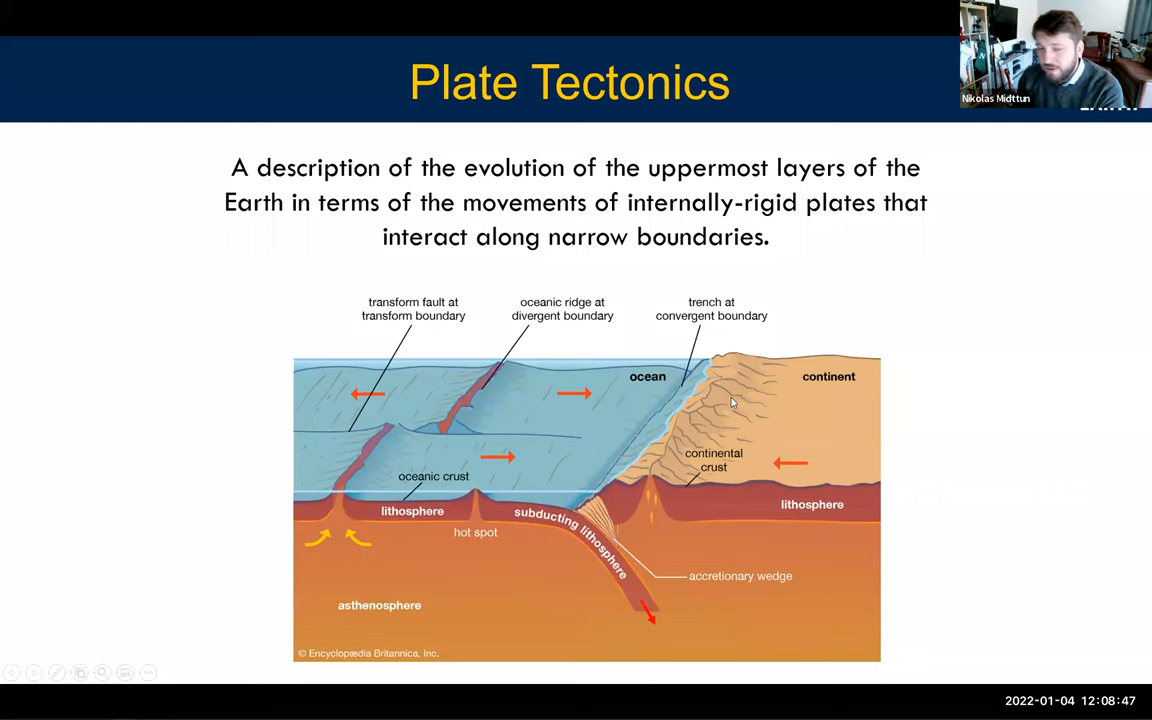 Plate Tectonics
Nikolas Midttun
A description of the evolution of the uppermost layers of the
Earth in terms of the movements of internally-rigid plates that
interact along narrow boundaries.
transform fault at
transform boundary
oceanic ridge at
divergent boundary
trench at
convergent boundary
ocean
continent
continental
crust
oceanic crust
lithosphere
subducting lithosphere
lithosphere
hot spot
accretionary wedge
asthenosphere
© Encyclopædia Britannica, Inc.
2022-01-04 12:08:47